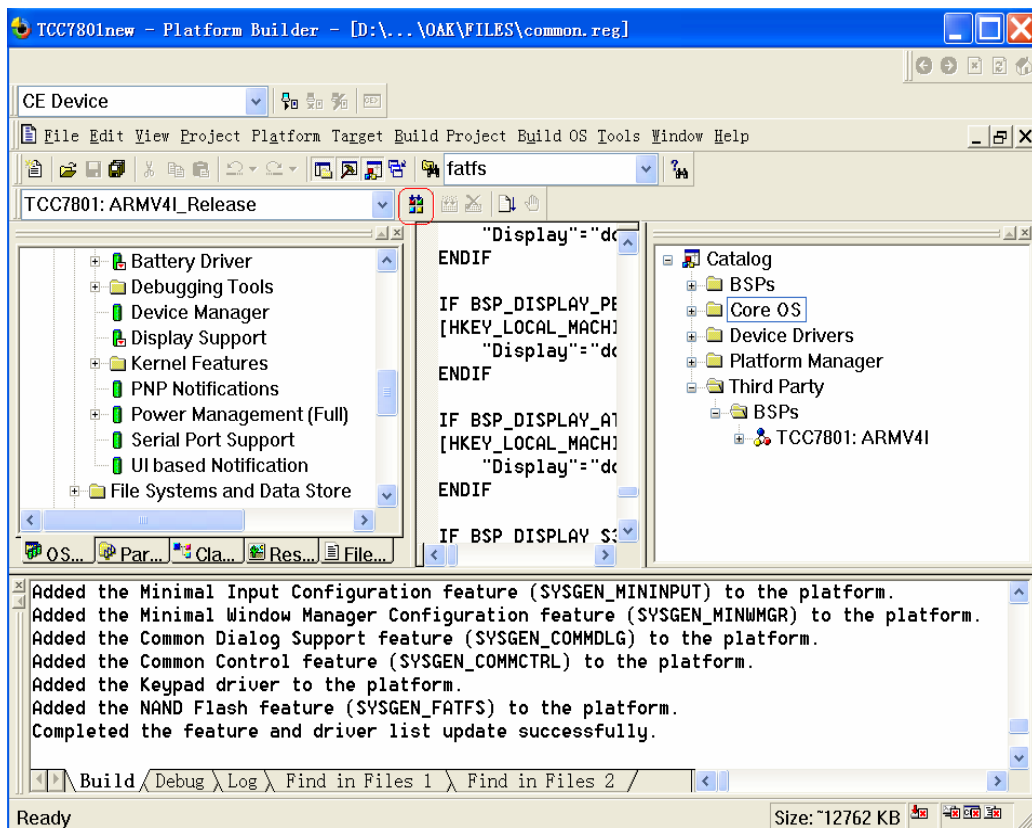 TCC7801new - Platform Builder - [D:\...\OAK\FILES\common.reg]
CE Device
File Edit View Project Platform Target Build Project Build OS Tools Window Help
fatfs
TCC7801: ARMV4I_Release
Battery Driver
Debugging Tools
Device Manager
Display Support
Kernel Features
PNP Notifications
Power Management (Full)
Serial Port Support
UI based Notification
File Systems and Data Store
OS... Par... Cla... Res... File...
"Display"="do
ENDIF
IF BSP_DISPLAY_PE
[HKEY_LOCAL_MACHI
"Display"="do
ENDIF
IF BSP_DISPLAY_AT
[HKEY_LOCAL_MACHI
"Display"="do
ENDIF
IF BSP_DISPLAY_S3
Catalog
BSPs
Core OS
Device Drivers
Platform Manager
Third Party
BSPs
TCC7801: ARMV4I
Added the Minimal Input Configuration feature (SYSGEN_MININPUT) to the platform.
Added the Minimal Window Manager Configuration feature (SYSGEN_MINWMGR) to the platform.
Added the Common Dialog Support feature (SYSGEN_COMMDLG) to the platform.
Added the Common Control feature (SYSGEN_COMMCTRL) to the platform.
Added the Keypad driver to the platform.
Added the NAND Flash feature (SYSGEN_FATFS) to the platform.
Completed the feature and driver list update successfully.
Build Debug Log Find in Files 1 Find in Files 2
Ready
Size: ~12762 KB